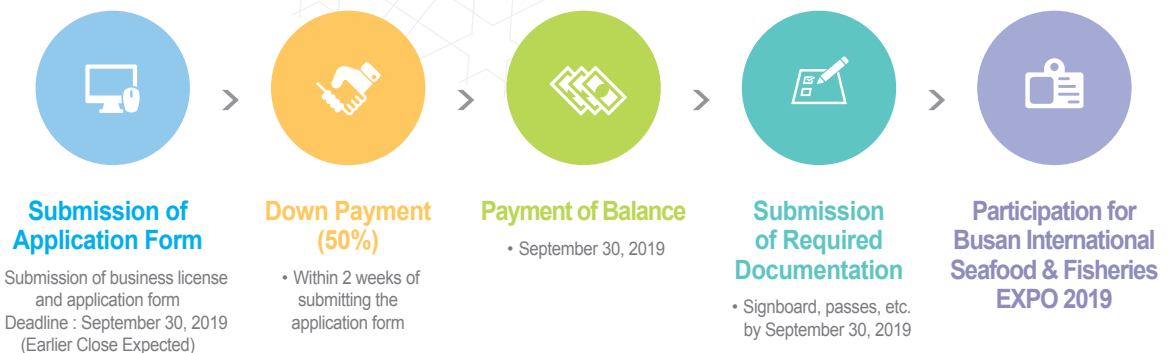 Submission of
Application Form
Submission of business license
and application form
Deadline : September 30, 2019
(Earlier Close Expected)
Down Payment
(50%)
• Within 2 weeks of
submitting the
application form
Payment of Balance
• September 30, 2019
Submission
of Required
Documentation
• Signboard, passes, etc.
by September 30, 2019
Participation for
Busan International
Seafood & Fisheries
EXPO 2019